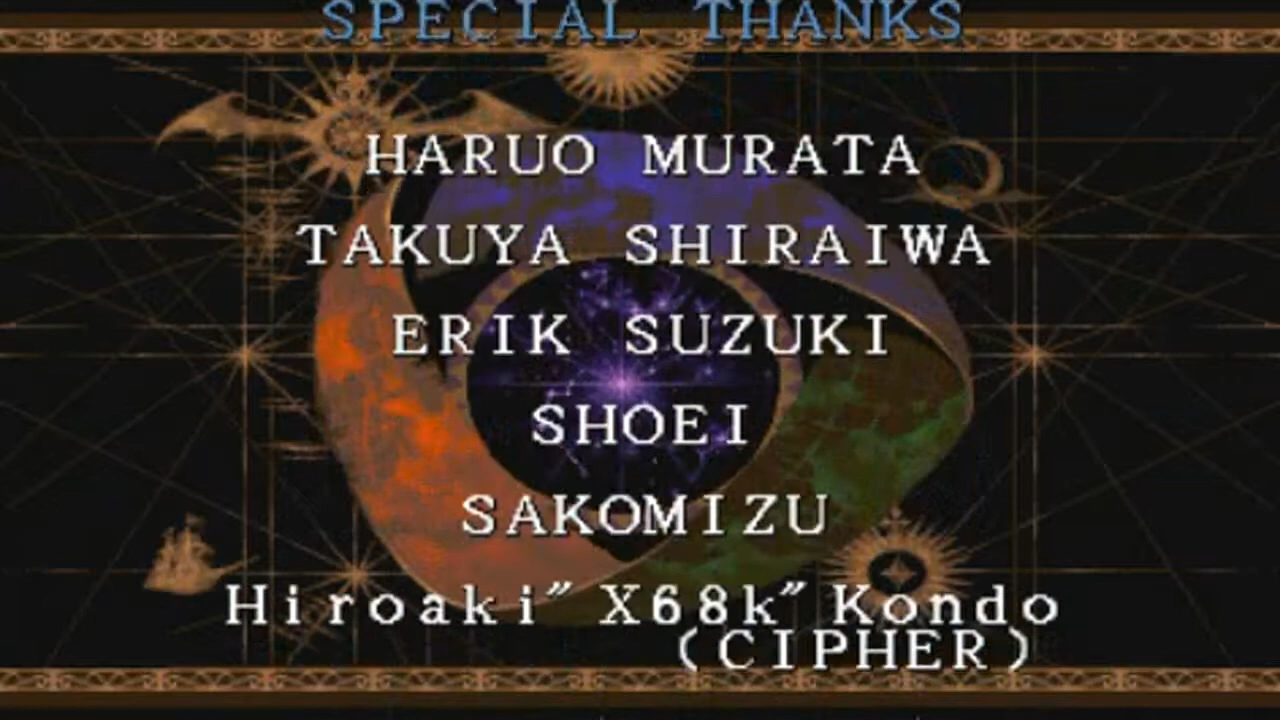 SPECIAL THANKS
HARUO MURATA
TAKUYA SHIRAIWA
ERIK SUZUKI
SHOEI
SAKOMIZU
Hiroaki″X68k″Kondo
(CIPHER)